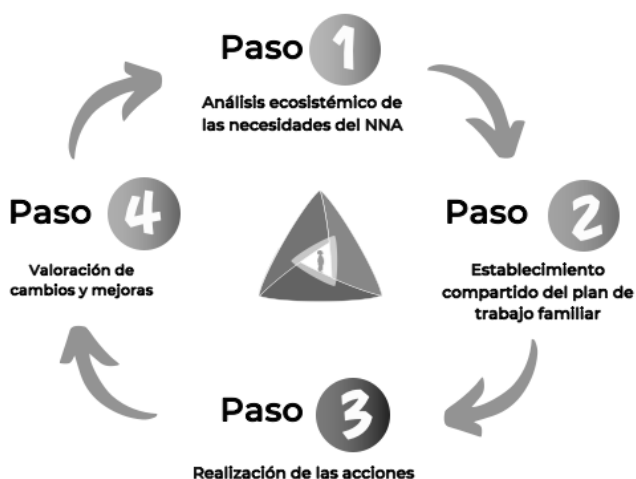 Paso 1
Análisis ecosistémico de
las necesidades del NNA
Paso 2
Establecimiento
compartido del plan de
trabajo familiar
Paso 3
Realización de las acciones
Paso 4
Valoración de
cambios y mejoras